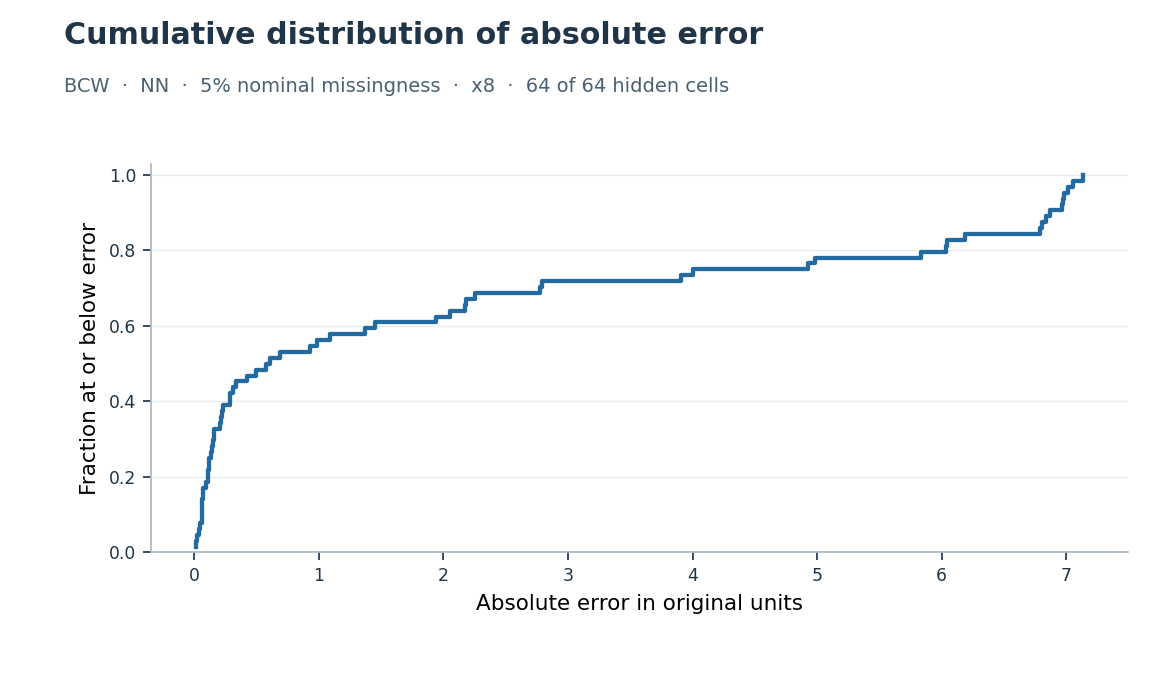 Cumulative distribution of absolute error
BCW · NN · 5% nominal missingness · x8 · 64 of 64 hidden cells
Fraction at or below error
1.0
0.8
0.6
0.4
0.2
0.0
0 1 2 3 4 5 6 7
Absolute error in original units